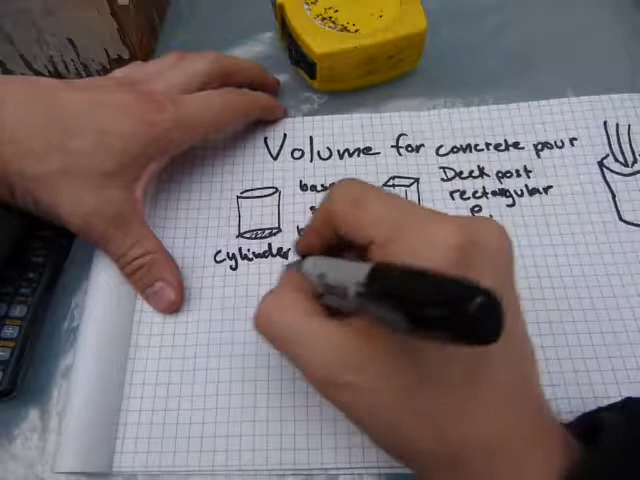 Volume for concrete pour
Deck post
rectangular
Cylinder